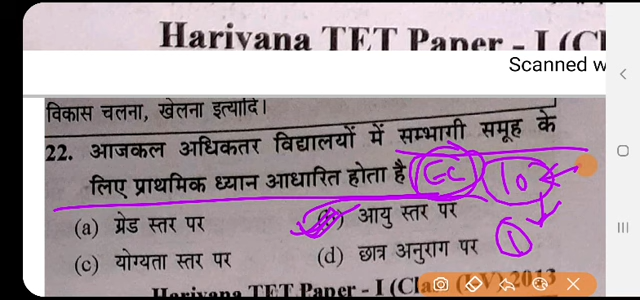 Hariyana TET Paper - I (Cl
Scanned w
विकास चलना, खेलना इत्यादि।
22. आजकल अधिकतर विद्यालयों में सम्भागी समूह के
लिए प्राथमिक ध्यान आधारित होता है
(a) ग्रेड स्तर पर
आयु स्तर पर
(c) योग्यता स्तर पर
(d) छात्र अनुराग पर
Hariyana TET Paper - I (Cla 2013